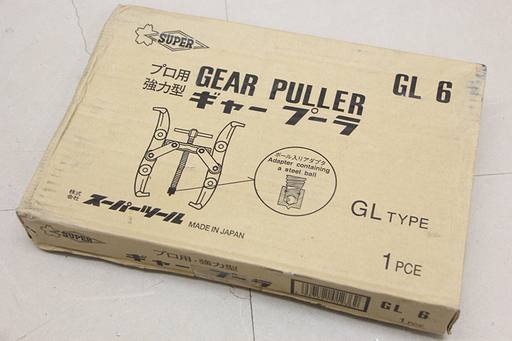 SUPER
プロ用
強力型
GEAR PULLER
ギヤープーラ
GL 6
ボール入りアダプタ
Adapter containing
a steel ball
株式
会社
スーパーツール
MADE IN JAPAN
GL TYPE
1 PCE
SUPER
プロ用・強力型
ギヤープーラ
GL 6
1 PCE